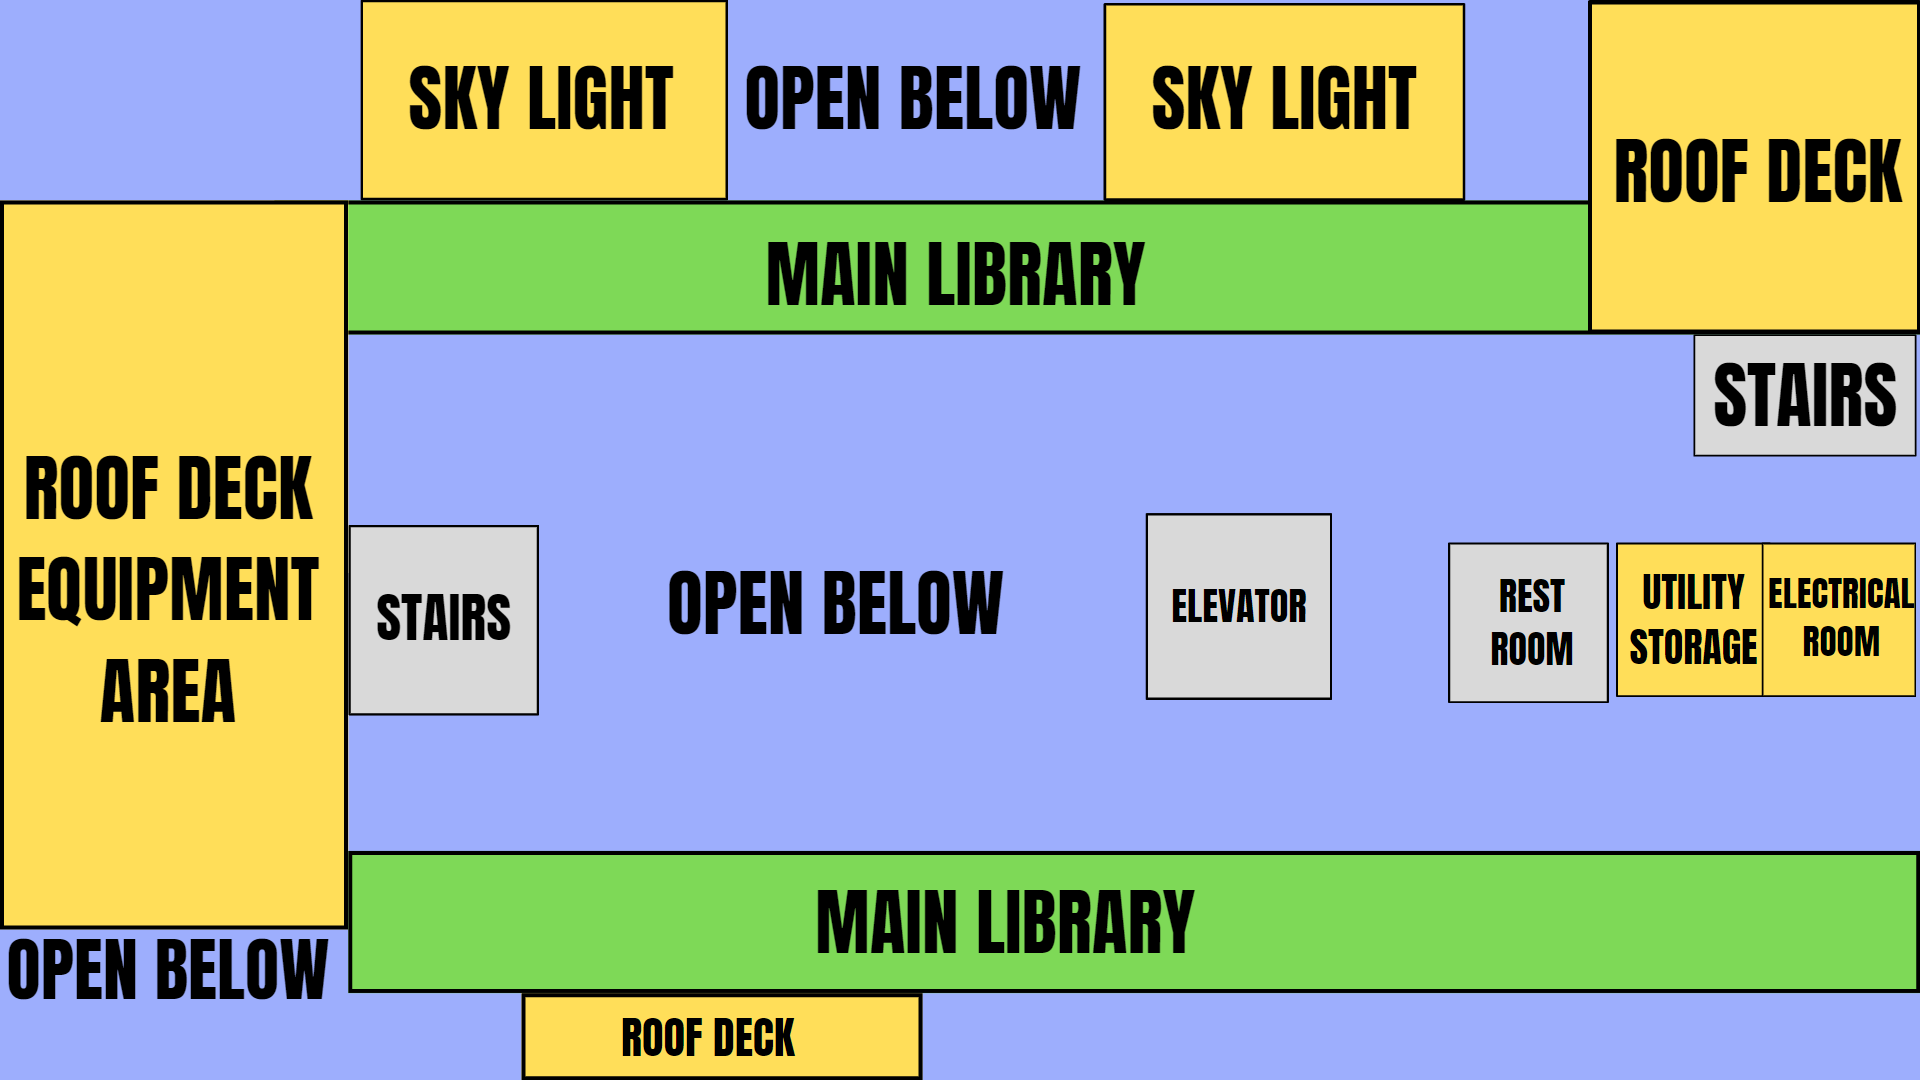 SKY LIGHT
OPEN BELOW
SKY LIGHT
ROOF DECK
MAIN LIBRARY
STAIRS
ROOF DECK
EQUIPMENT
AREA
STAIRS
OPEN BELOW
ELEVATOR
REST
ROOM
UTILITY
STORAGE
ELECTRICAL
ROOM
MAIN LIBRARY
OPEN BELOW
ROOF DECK